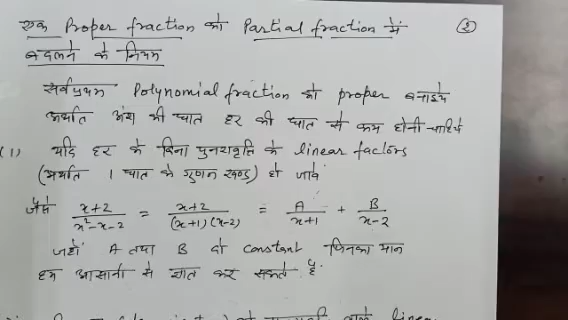 एक Proper fraction को Partial fraction में (2)
बदलने के नियम
सर्वप्रथम Polynomial fraction को proper बनाइये
अर्थात अंश की घात हर की घात से कम होनी चाहिये
(1) यदि हर के बिना पुनरावृत्ति के linear factors
(अर्थात 1 घात के गुणन खण्ड) हो जावें
जैसे x+2/x²-x-2 = x+2/(x+1)(x-2) = A/x+1 + B/x-2
जहाँ A तथा B दो constant जिनका मान
हम आसानी से ज्ञात कर सकते हैं
linear